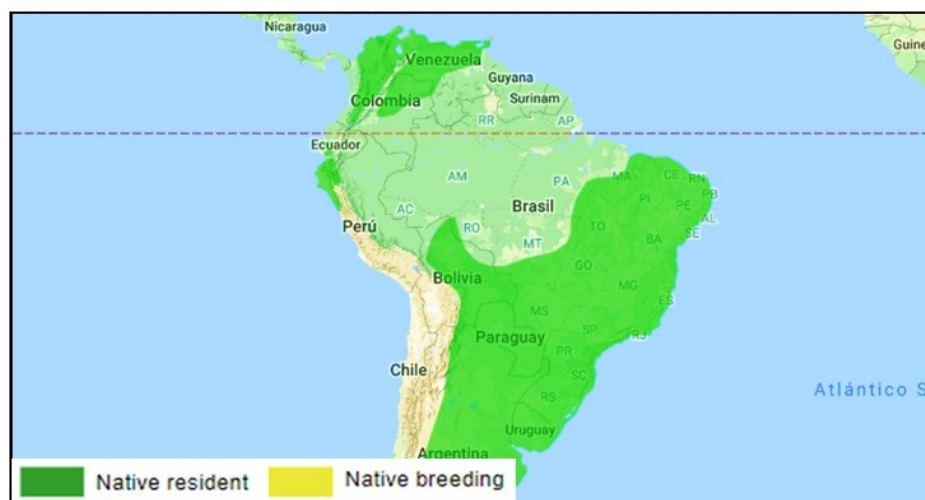 Nicaragua
Guine
Venezuela
Guyana
Colombia
Surinam
RR
AP
Ecuador
AM
PA
MA
CE
RN
Brasil
PI
PB
PE
AC
AL
Perú
RO
TO
SE
MT
BA
Bolivia
GO
MG
MS
ES
Paraguay
SP
RJ
Chile
PR
SC
Atlántico S
RS
Uruguay
Argentina
Native resident
Native breeding